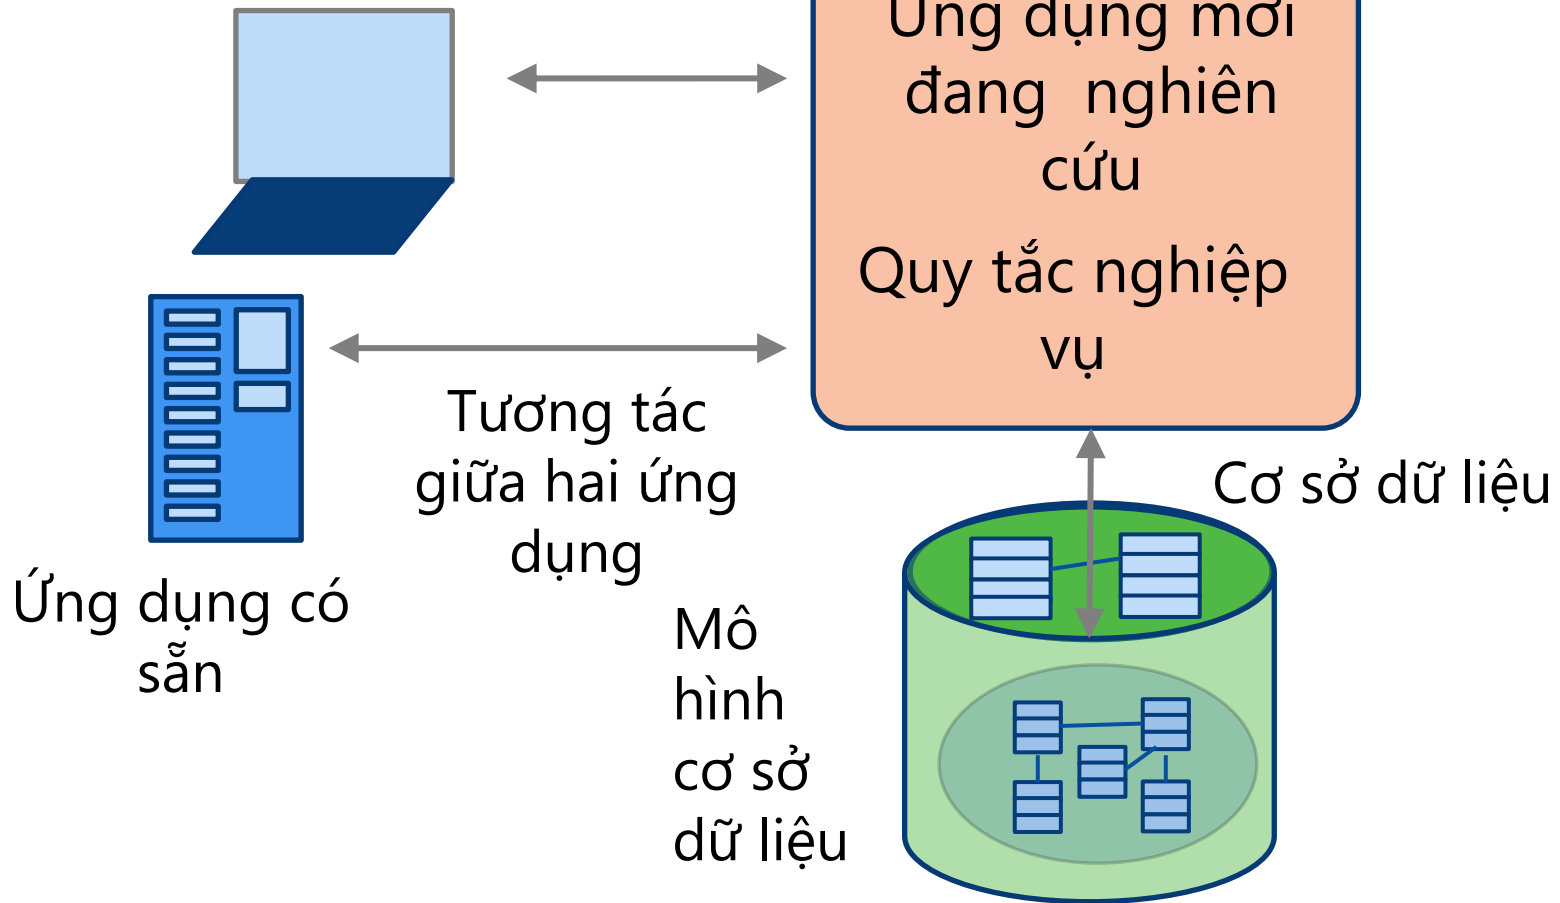 Ứng dụng mới
đang nghiên
cứu
Quy tắc nghiệp
vụ
Tương tác
giữa hai ứng
dụng
Cơ sở dữ liệu
Ứng dụng có
sẵn
Mô
hình
cơ sở
dữ liệu